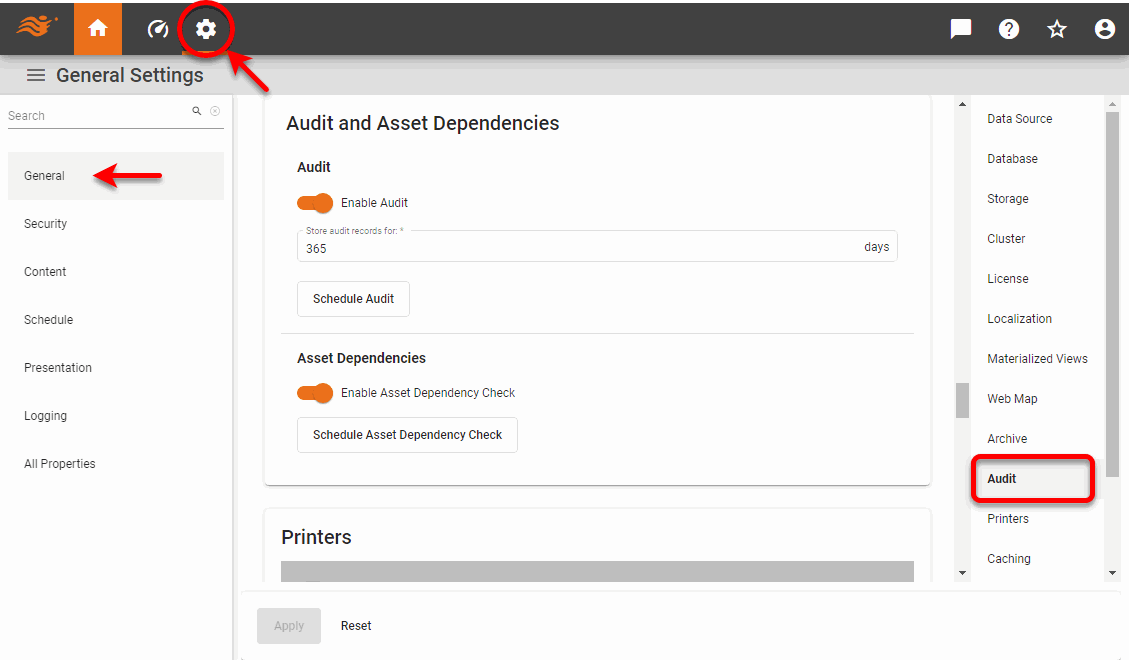 General Settings
Search
General
Security
Content
Schedule
Presentation
Logging
All Properties
Audit and Asset Dependencies
Audit
Enable Audit
Store audit records for: *
365 days
Schedule Audit
Asset Dependencies
Enable Asset Dependency Check
Schedule Asset Dependency Check
Printers
Apply Reset
Data Source
Database
Storage
Cluster
License
Localization
Materialized Views
Web Map
Archive
Audit
Printers
Caching